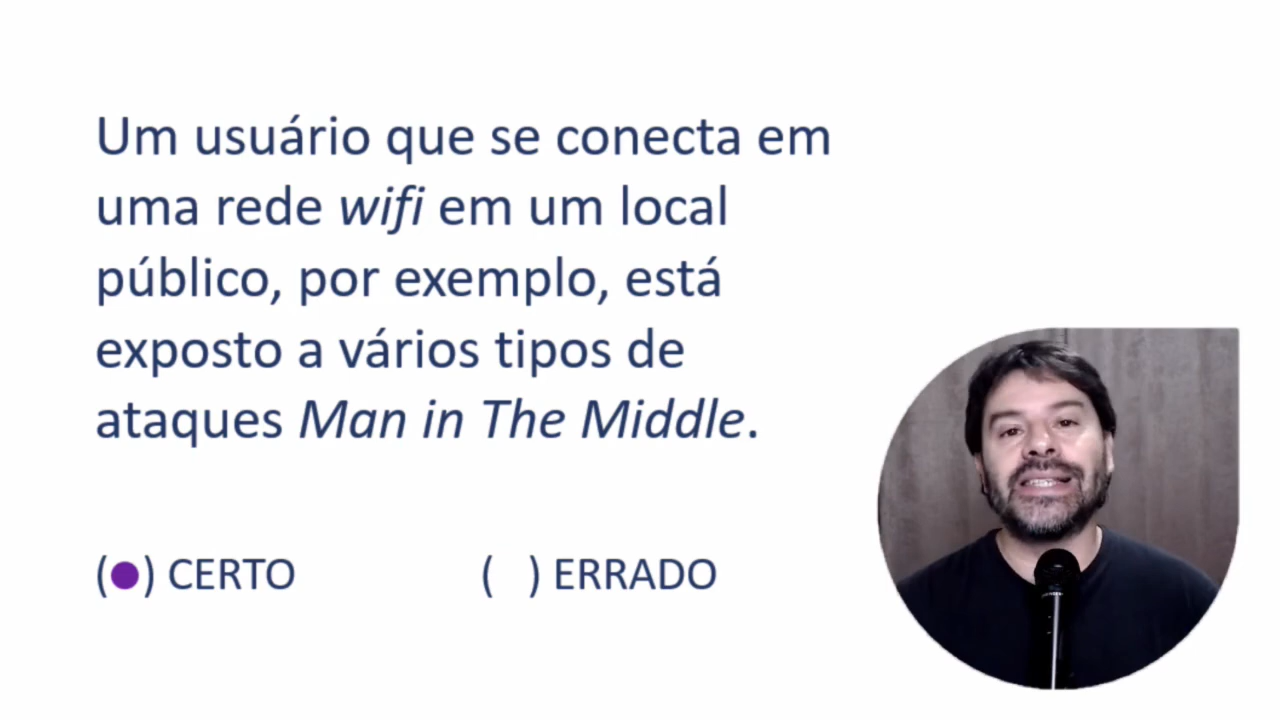 Um usuário que se conecta em
uma rede wifi em um local
público, por exemplo, está
exposto a vários tipos de
ataques Man in The Middle.
(●) CERTO ( ) ERRADO